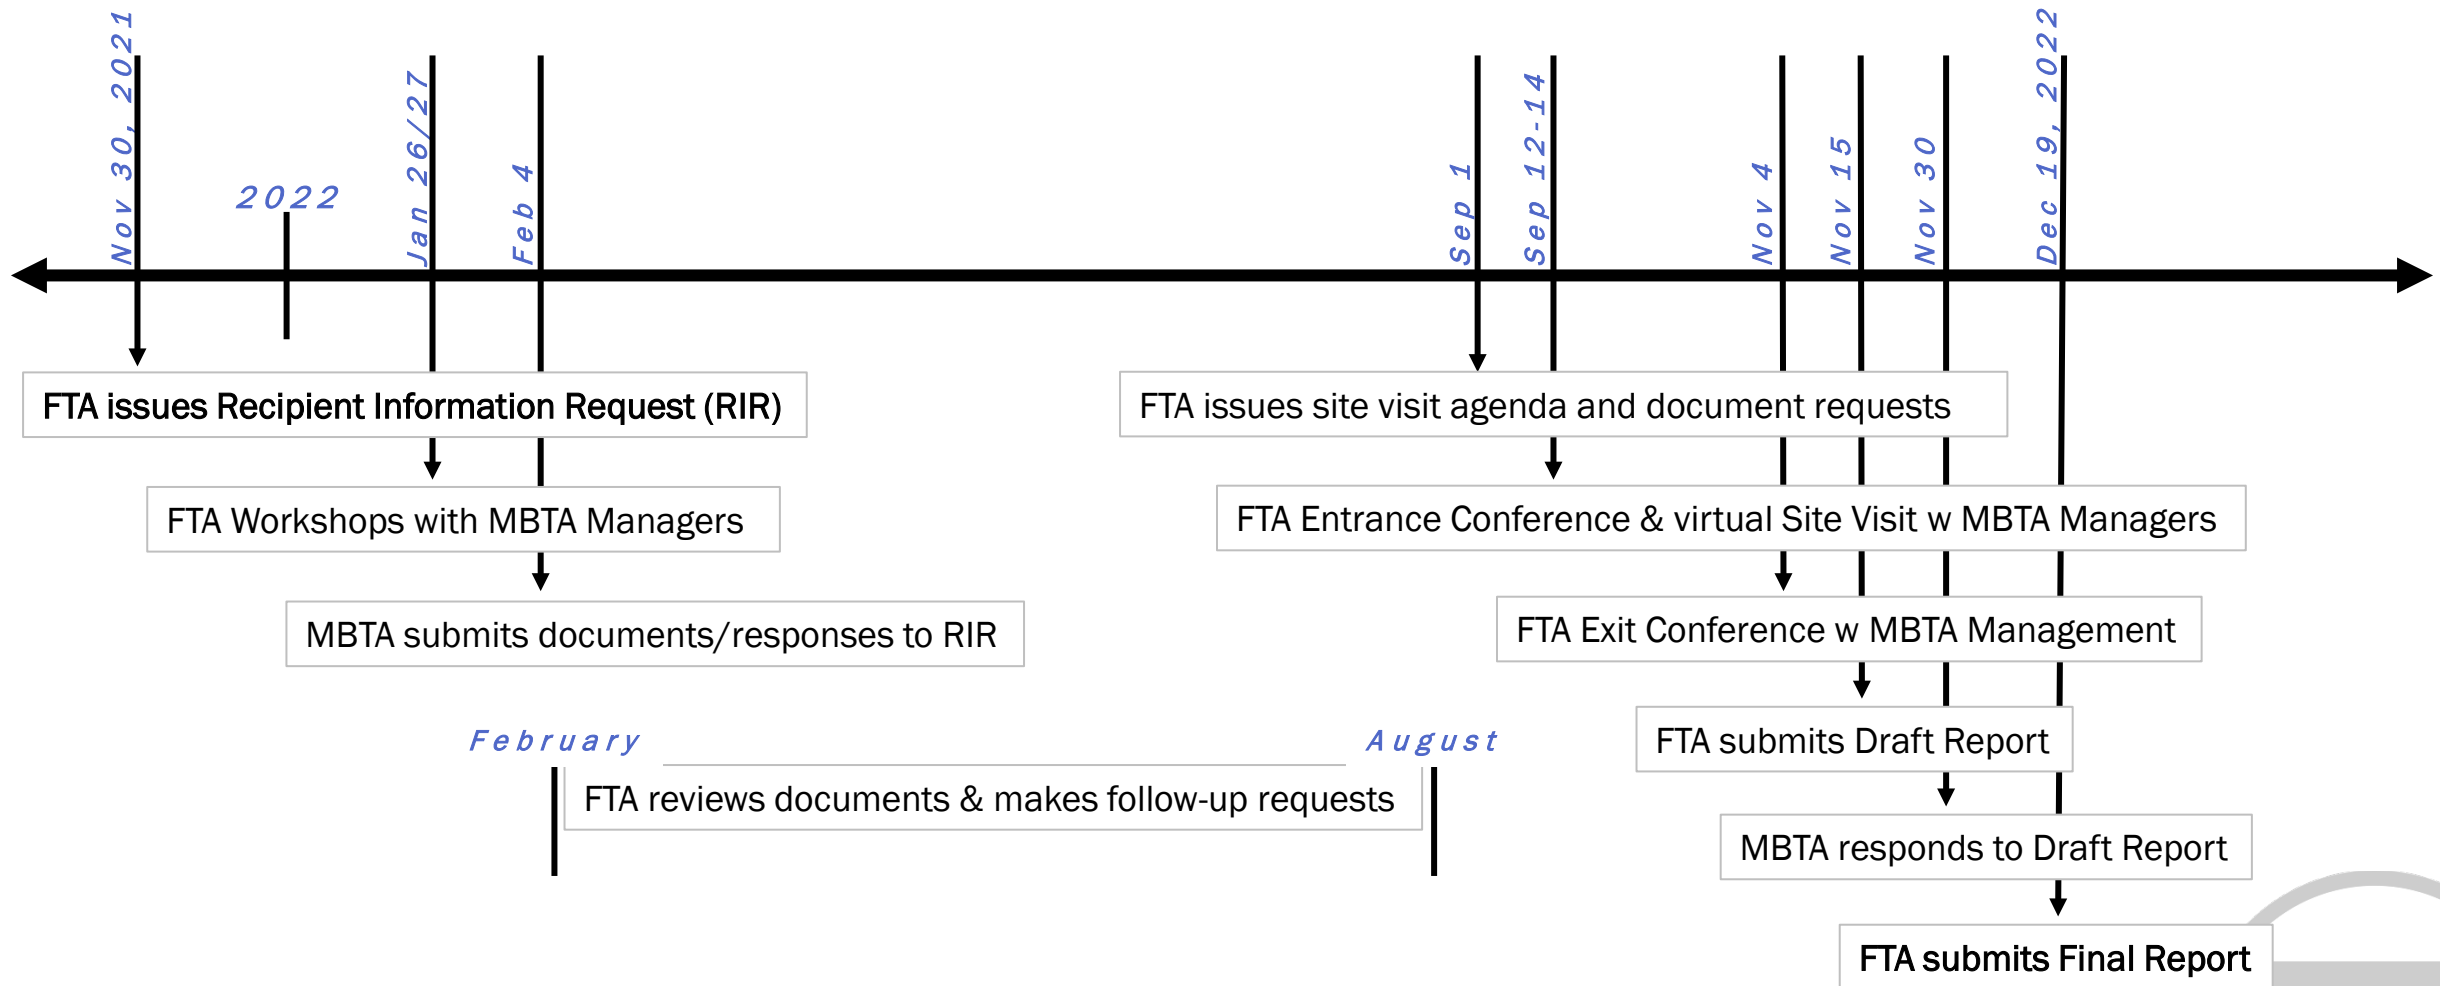 Nov 30, 2021
2022
Jan 26/27
Feb 4
Sep 1
Sep 12-14
Nov 4
Nov 15
Nov 30
Dec 19, 2022
FTA issues Recipient Information Request (RIR)
FTA issues site visit agenda and document requests
FTA Workshops with MBTA Managers
FTA Entrance Conference & virtual Site Visit w MBTA Managers
MBTA submits documents/responses to RIR
FTA Exit Conference w MBTA Management
February
August
FTA submits Draft Report
FTA reviews documents & makes follow-up requests
MBTA responds to Draft Report
FTA submits Final Report